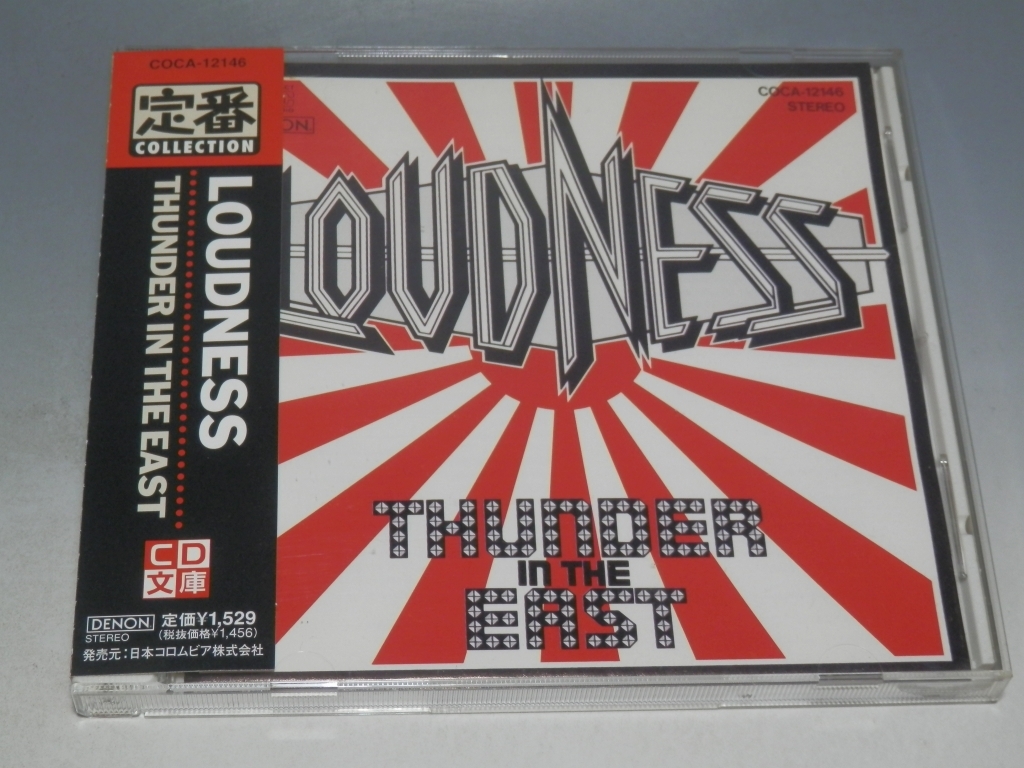 COCA-12146
定番
COLLECTION
LOUDNESS
THUNDER IN THE EAST
CD
文庫
DENON 定価¥1,529
STEREO (税抜価格¥1,456)
発売元:日本コロムビア株式会社
COCA-12146
STEREO
LOUDNESS
THUNDER
IN THE
EAST